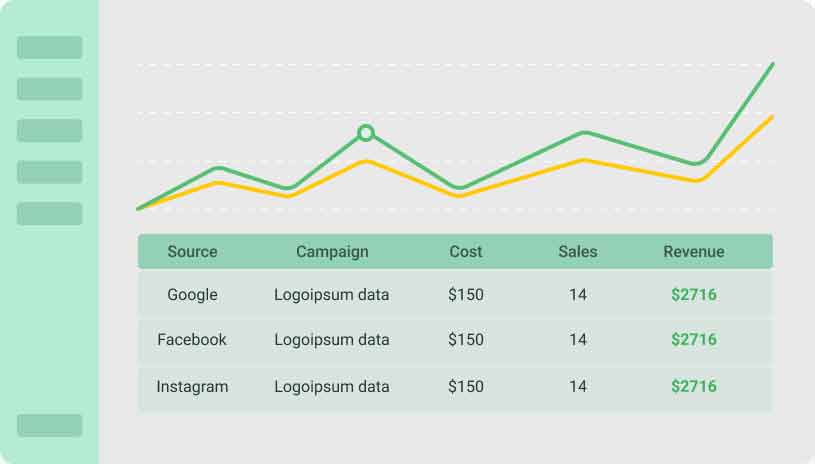 Source Campaign Cost Sales Revenue
Google Logoipsum data $150 14 $2716
Facebook Logoipsum data $150 14 $2716
Instagram Logoipsum data $150 14 $2716